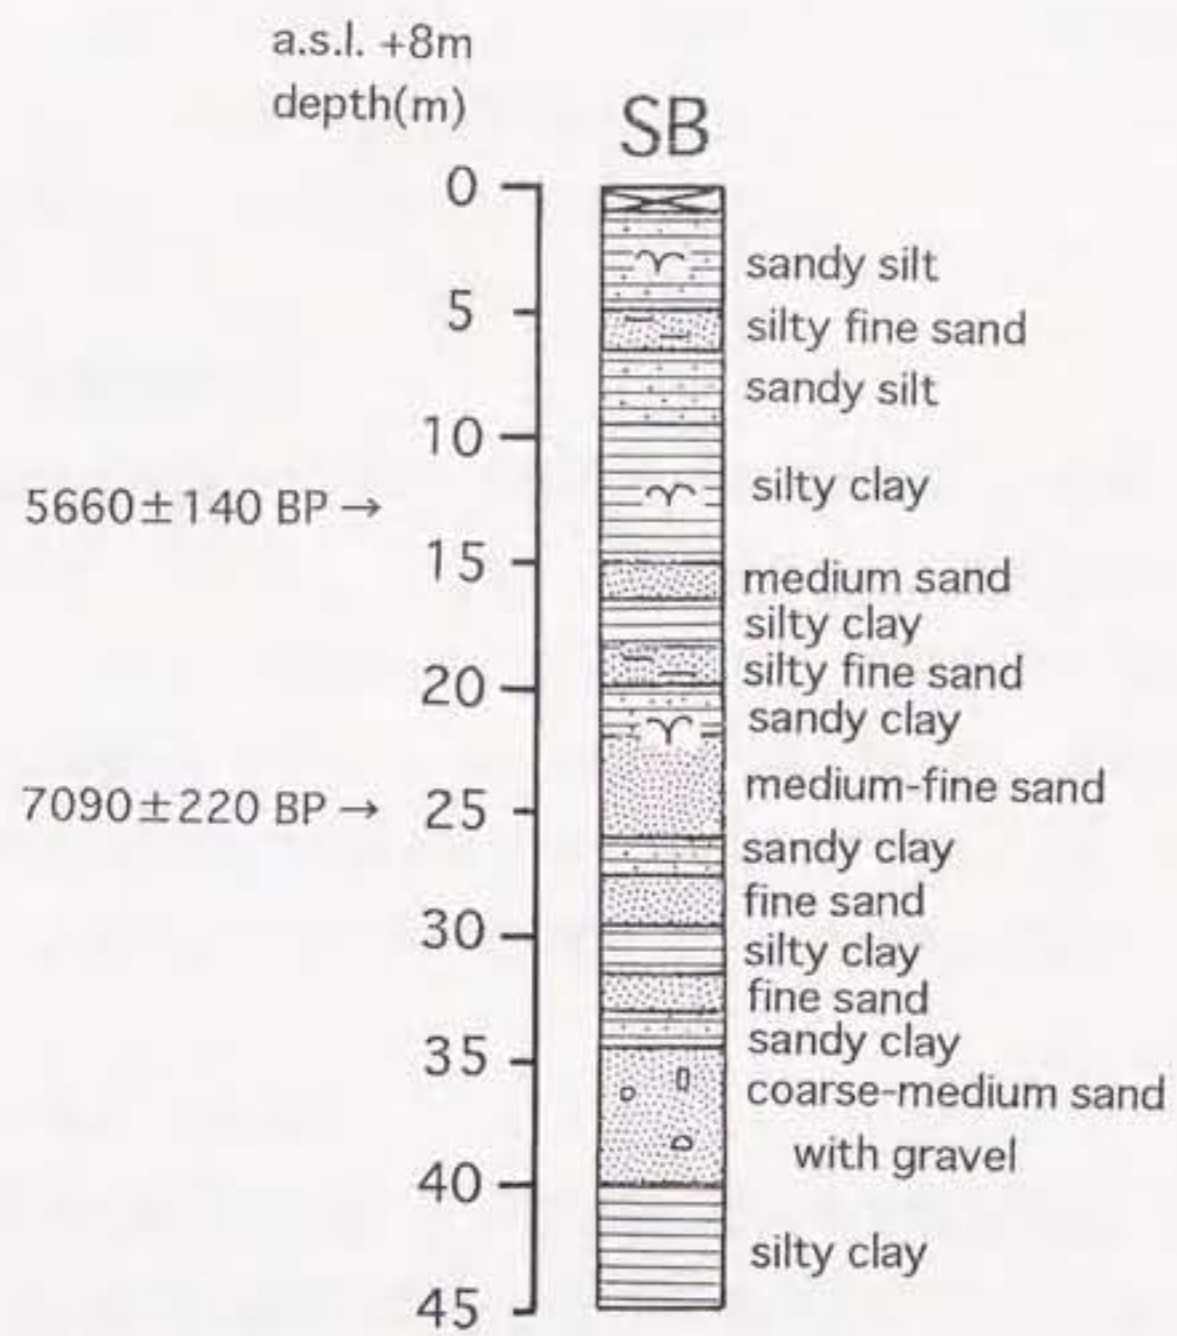 a.s.l. +8m
depth(m)
SB
0
sandy silt
5
silty fine sand
sandy silt
10
silty clay
5660±140 BP→
15
medium sand
silty clay
silty fine sand
20
sandy clay
medium-fine sand
7090±220 BP→
25
sandy clay
fine sand
30
silty clay
fine sand
sandy clay
35
coarse-medium sand
with gravel
40
silty clay
45